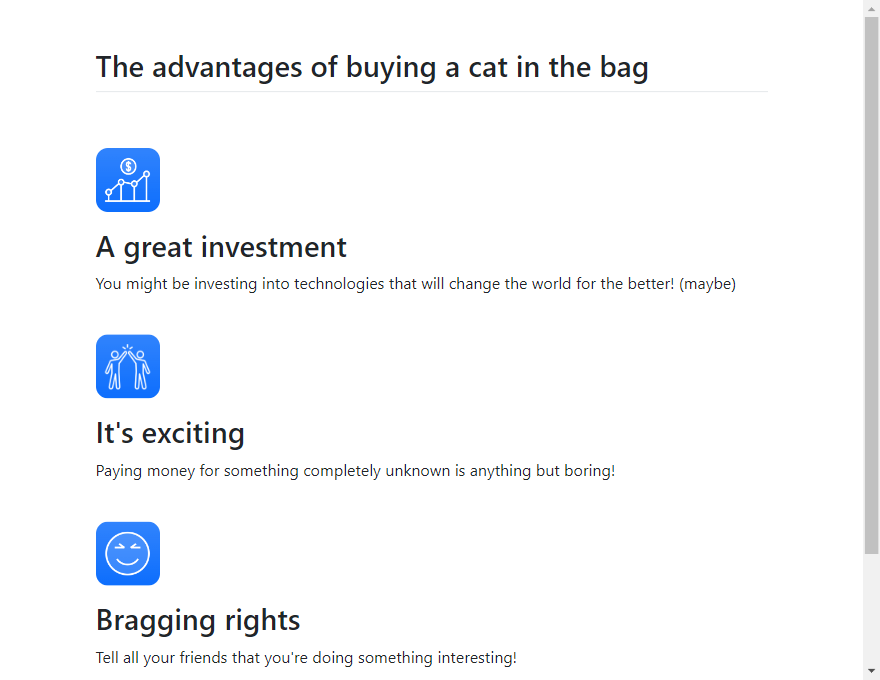 The advantages of buying a cat in the bag
$
A great investment
You might be investing into technologies that will change the world for the better! (maybe)
It's exciting
Paying money for something completely unknown is anything but boring!
Bragging rights
Tell all your friends that you're doing something interesting!